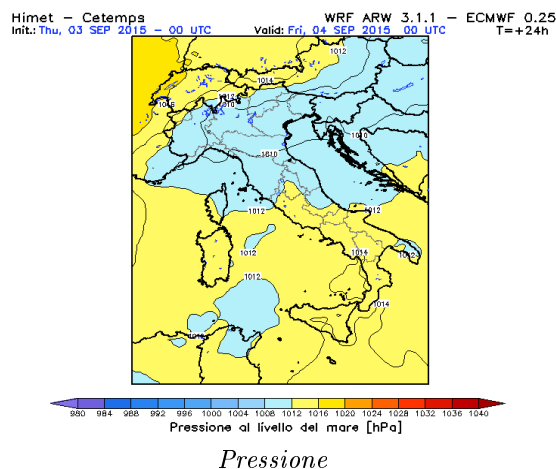 Himet – Cetemps WRF ARW 3.1.1 – ECMWF 0.25
Init.: Thu, 03 SEP 2015 – 00 UTC Valid: Fri, 04 SEP 2015 00 UTC T=+24h
1012
1016
1012
1010
1010
1010
1012
1012
1012
1012
1014
1012
1014
980 984 988 992 996 1000 1004 1008 1012 1016 1020 1024 1028 1032 1036 1040
Pressione al livello del mare [hPa]
Pressione